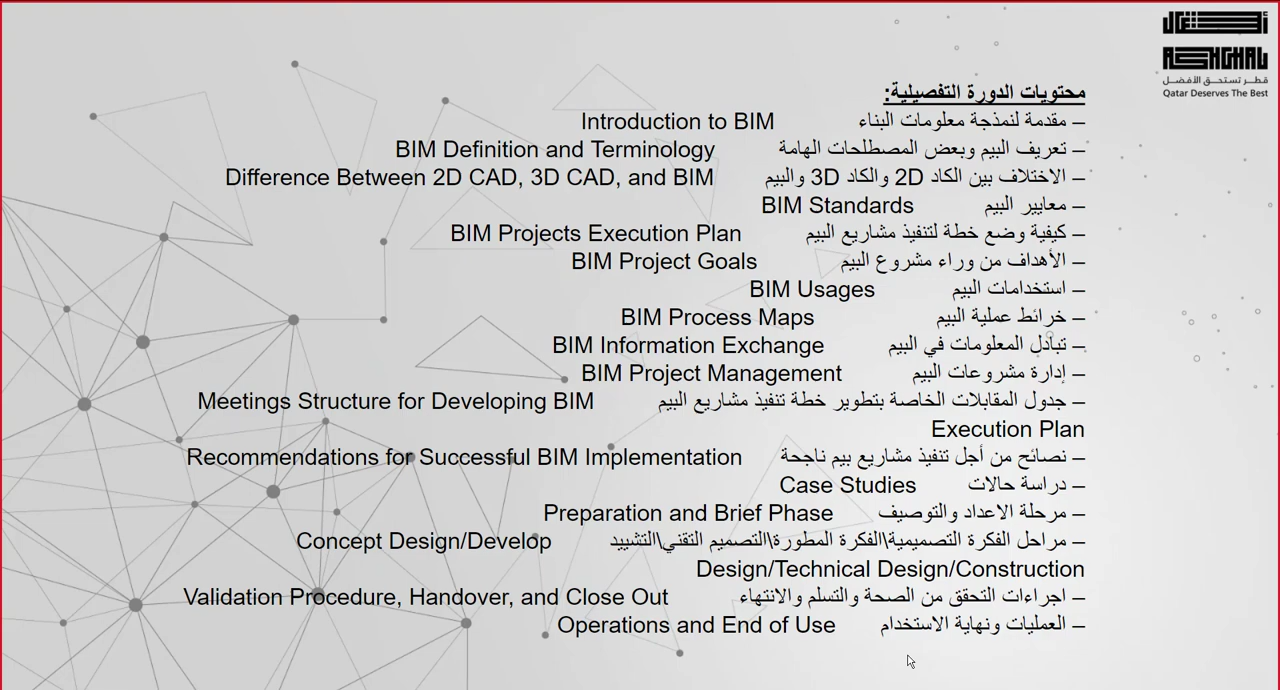 أشغال
ASHGHAL
قطر تستحق الأفضل
Qatar Deserves The Best
محتويات الدورة التفصيلية:
– مقدمة لنمذجة معلومات البناء Introduction to BIM
– تعريف البيم وبعض المصطلحات الهامة BIM Definition and Terminology
– الاختلاف بين الكاد 2D والكاد 3D والبيم Difference Between 2D CAD, 3D CAD, and BIM
– معايير البيم BIM Standards
– كيفية وضع خطة لتنفيذ مشاريع البيم BIM Projects Execution Plan
– الأهداف من وراء مشروع البيم BIM Project Goals
– استخدامات البيم BIM Usages
– خرائط عملية البيم BIM Process Maps
– تبادل المعلومات في البيم BIM Information Exchange
– إدارة مشروعات البيم BIM Project Management
– جدول المقابلات الخاصة بتطوير خطة تنفيذ مشاريع البيم Meetings Structure for Developing BIM
Execution Plan
– نصائح من أجل تنفيذ مشاريع بيم ناجحة Recommendations for Successful BIM Implementation
– دراسة حالات Case Studies
– مرحلة الاعداد والتوصيف Preparation and Brief Phase
– مراحل الفكرة التصميمية\الفكرة المطورة\التصميم التقني\التشييد Concept Design/Develop
Design/Technical Design/Construction
– اجراءات التحقق من الصحة والتسلم والانتهاء Validation Procedure, Handover, and Close Out
– العمليات ونهاية الاستخدام Operations and End of Use